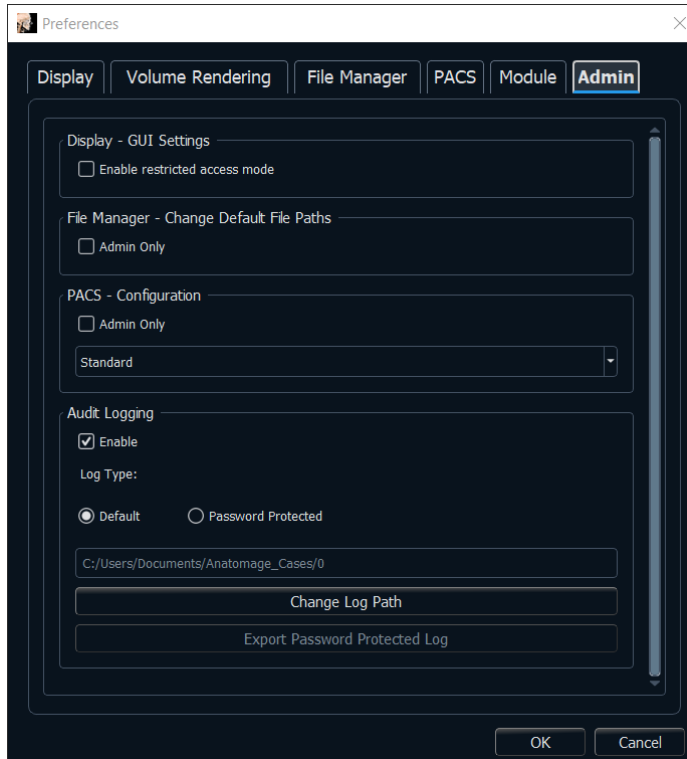 Preferences
Display Volume Rendering File Manager PACS Module Admin
Display - GUI Settings
Enable restricted access mode
File Manager - Change Default File Paths
Admin Only
PACS - Configuration
Admin Only
Standard
Audit Logging
Enable
Log Type:
Default Password Protected
C:/Users/Documents/Anatomage_Cases/0
Change Log Path
Export Password Protected Log
OK Cancel